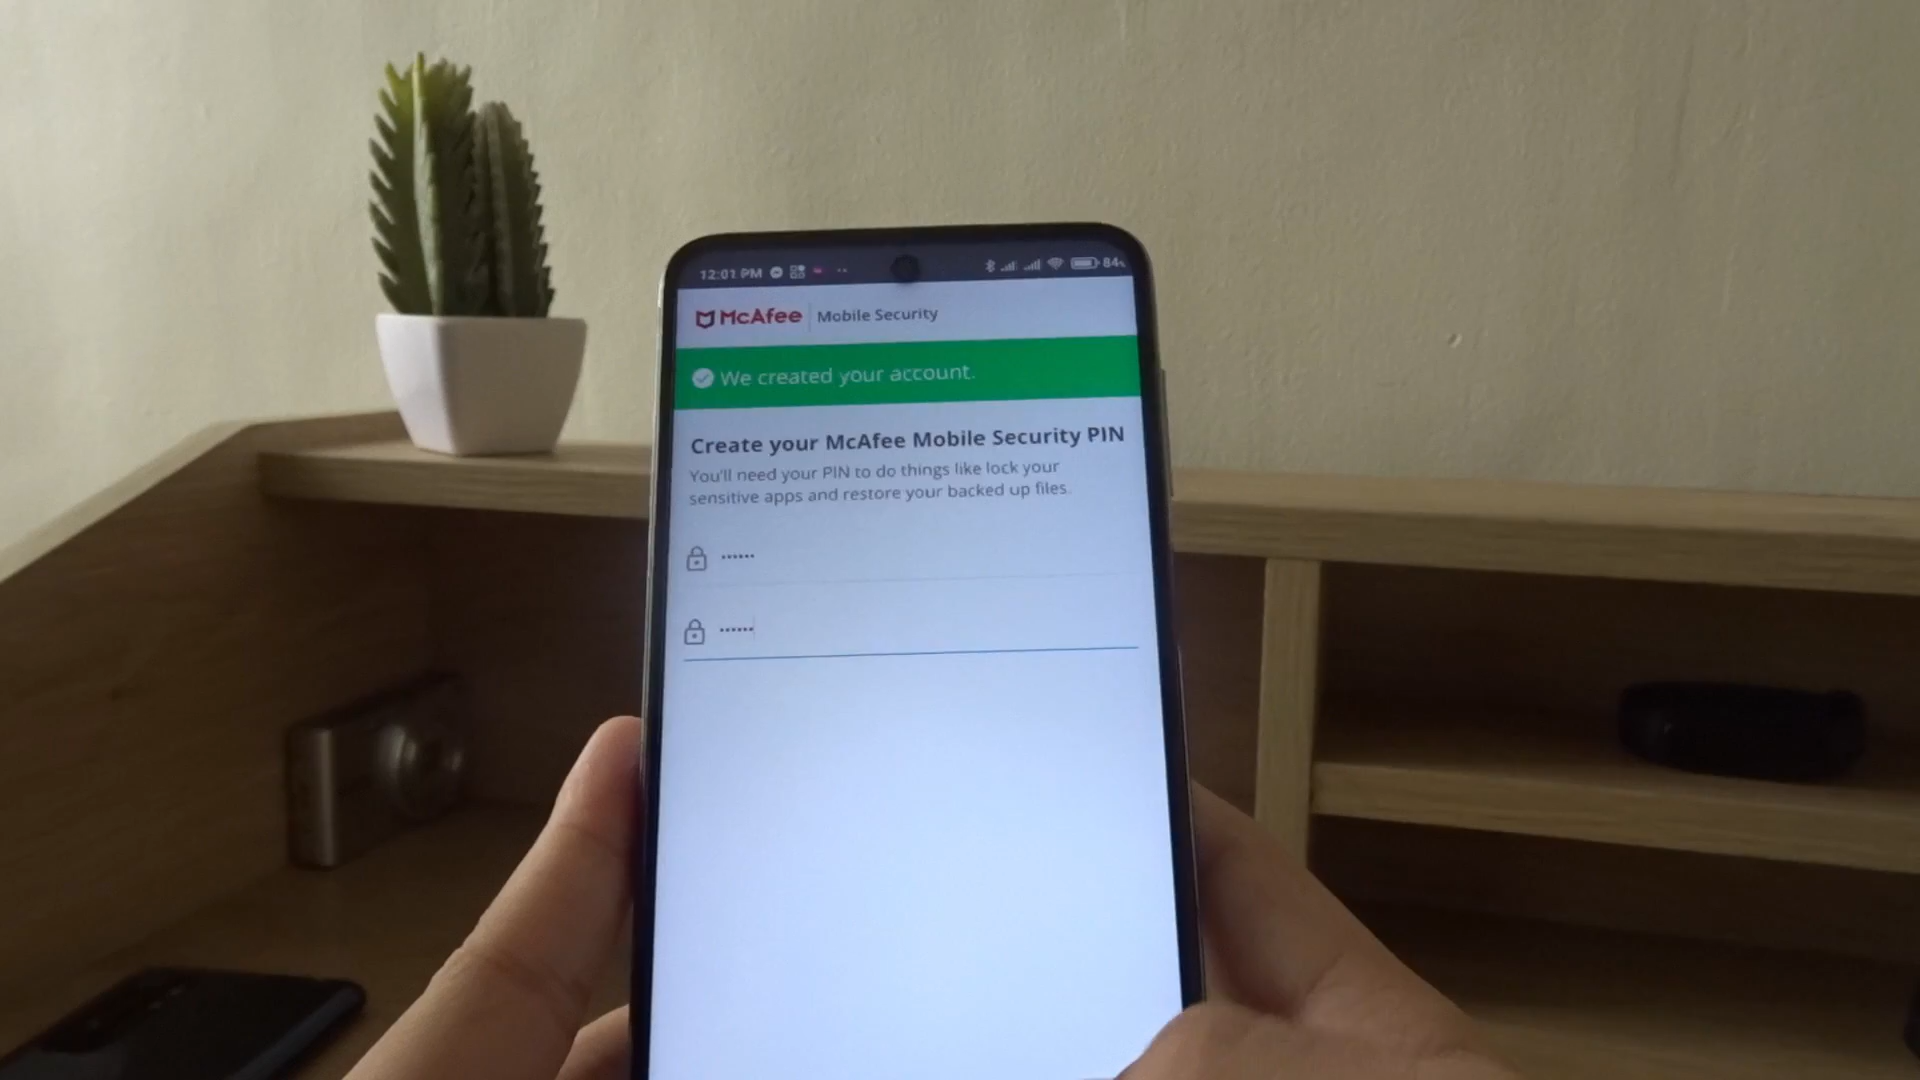 12:01 PM
84
McAfee | Mobile Security
We created your account.
Create your McAfee Mobile Security PIN
You'll need your PIN to do things like lock your
sensitive apps and restore your backed up files.
••••••
••••••